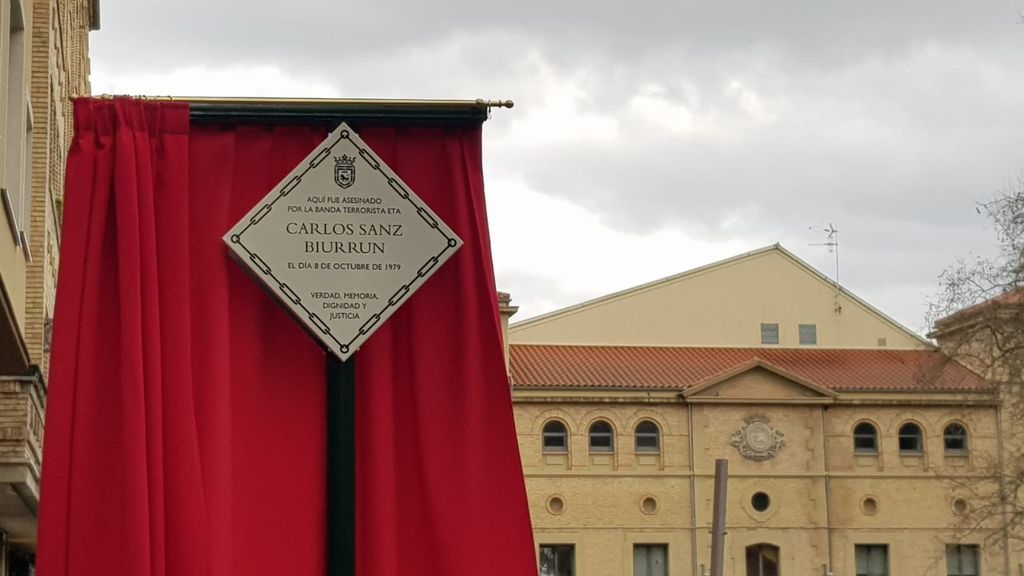 AQUÍ FUE ASESINADO
POR LA BANDA TERRORISTA ETA
CARLOS SANZ
BIURRUN
EL DÍA 8 DE OCTUBRE DE 1979
VERDAD, MEMORIA,
DIGNIDAD Y
JUSTICIA